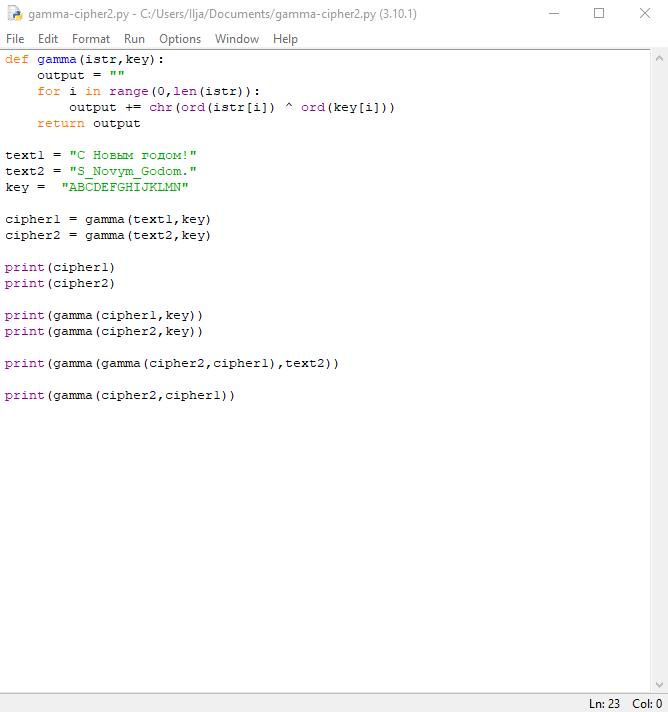 gamma-cipher2.py - C:/Users/Ilja/Documents/gamma-cipher2.py (3.10.1)
File Edit Format Run Options Window Help
def gamma(istr,key):
    output = ""
    for i in range(0,len(istr)):
        output += chr(ord(istr[i]) ^ ord(key[i]))
    return output
text1 = "С Новым годом!"
text2 = "S_Novym_Godom."
key =  "ABCDEFGHIJKLMN"
cipher1 = gamma(text1,key)
cipher2 = gamma(text2,key)
print(cipher1)
print(cipher2)
print(gamma(cipher1,key))
print(gamma(cipher2,key))
print(gamma(gamma(cipher2,cipher1),text2))
print(gamma(cipher2,cipher1))
Ln: 23 Col: 0